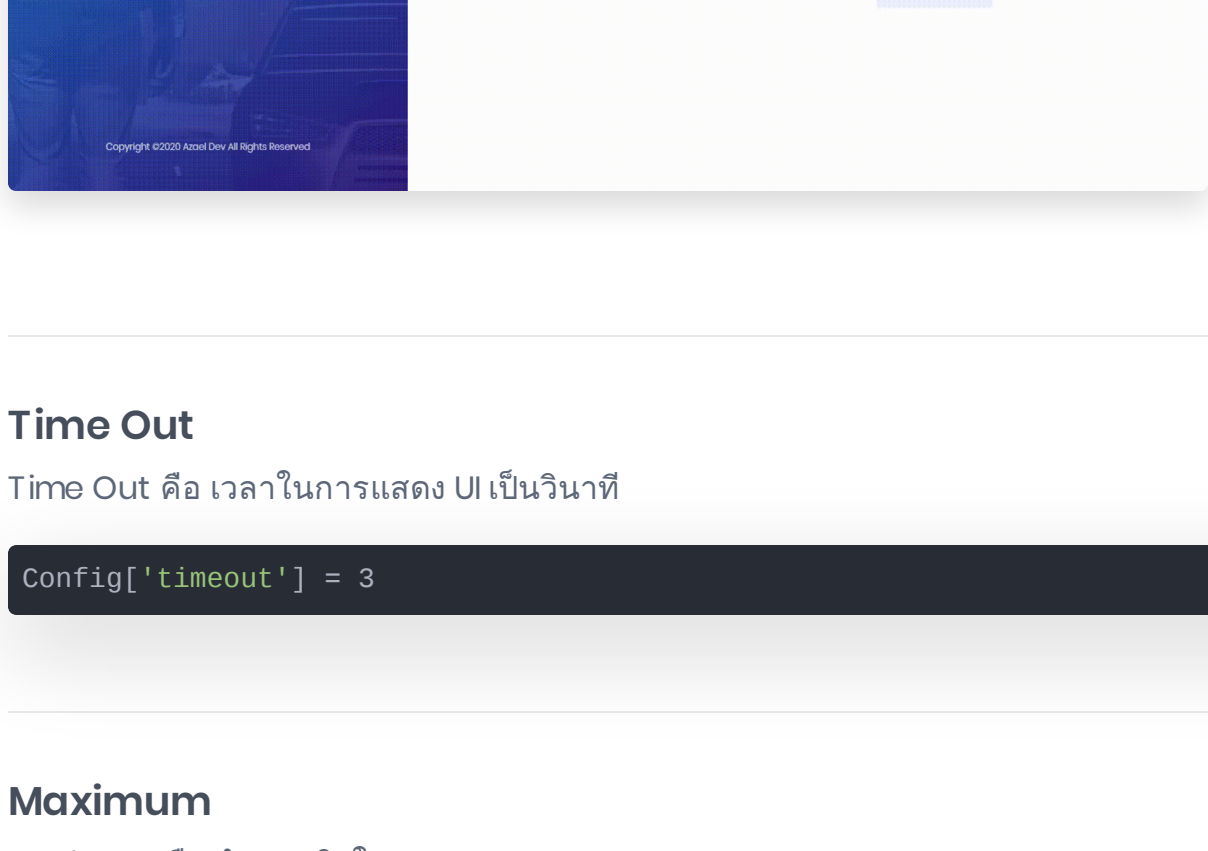 Copyright ©2020 Azael Dev All Rights Reserved
Time Out
Time Out คือ เวลาในการแสดง UI เป็นวินาที
Config['timeout'] = 3
Maximum